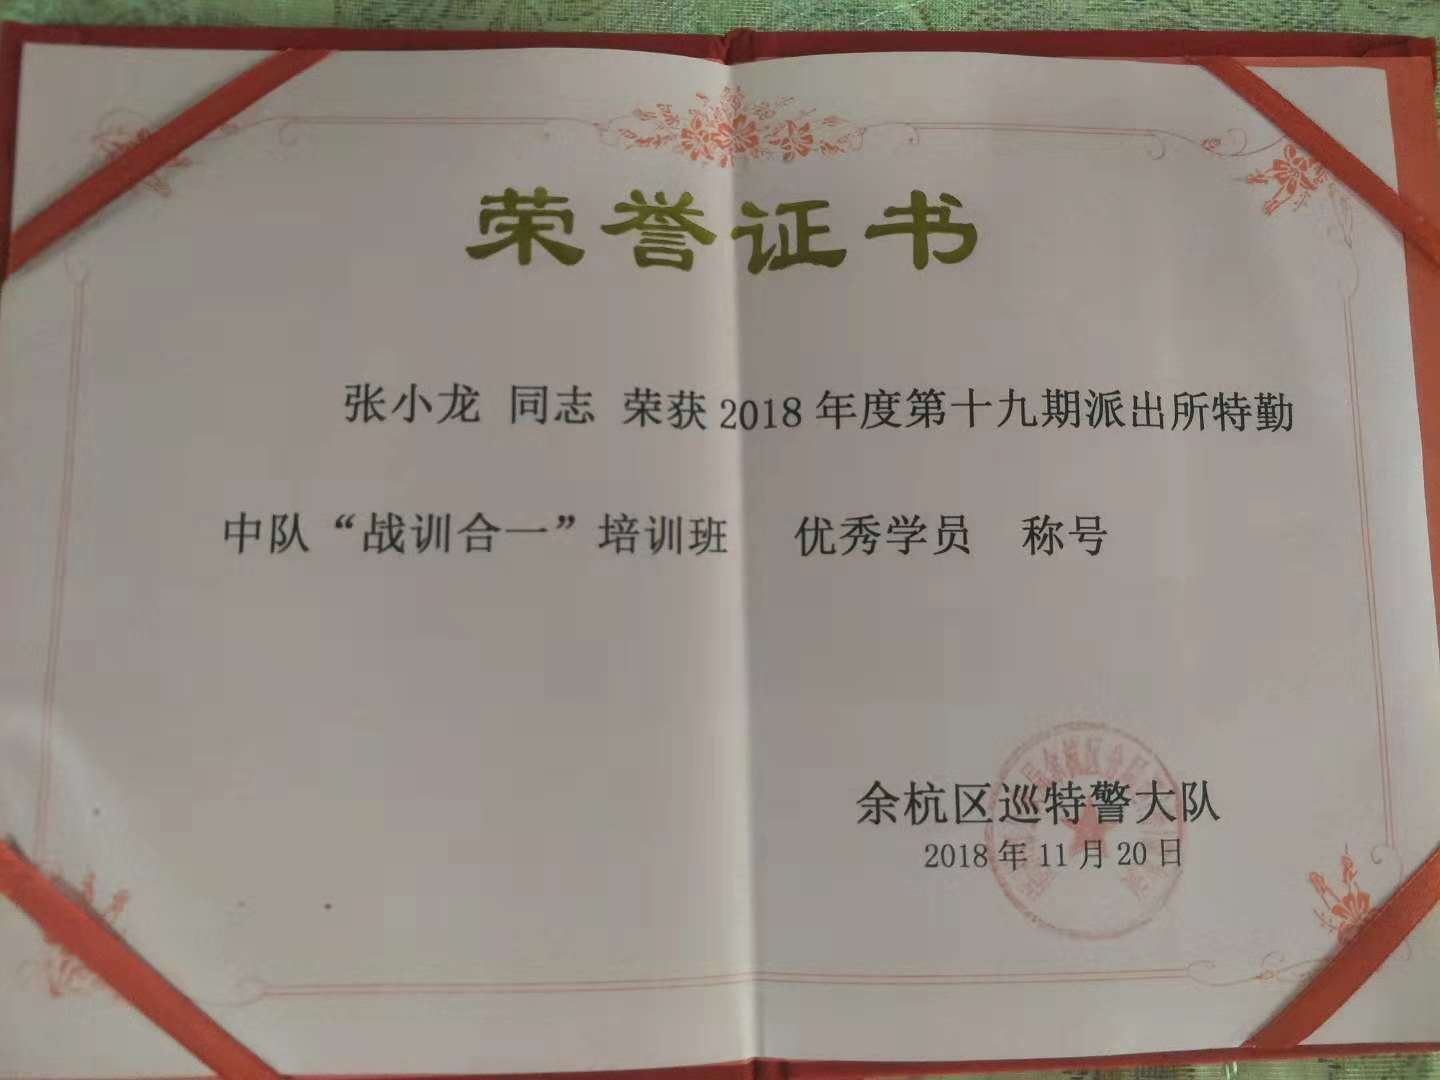 荣誉证书
张小龙 同志 荣获2018年度第十九期派出所特勤
中队“战训合一”培训班 优秀学员 称号
余杭区巡特警大队
2018年11月20日